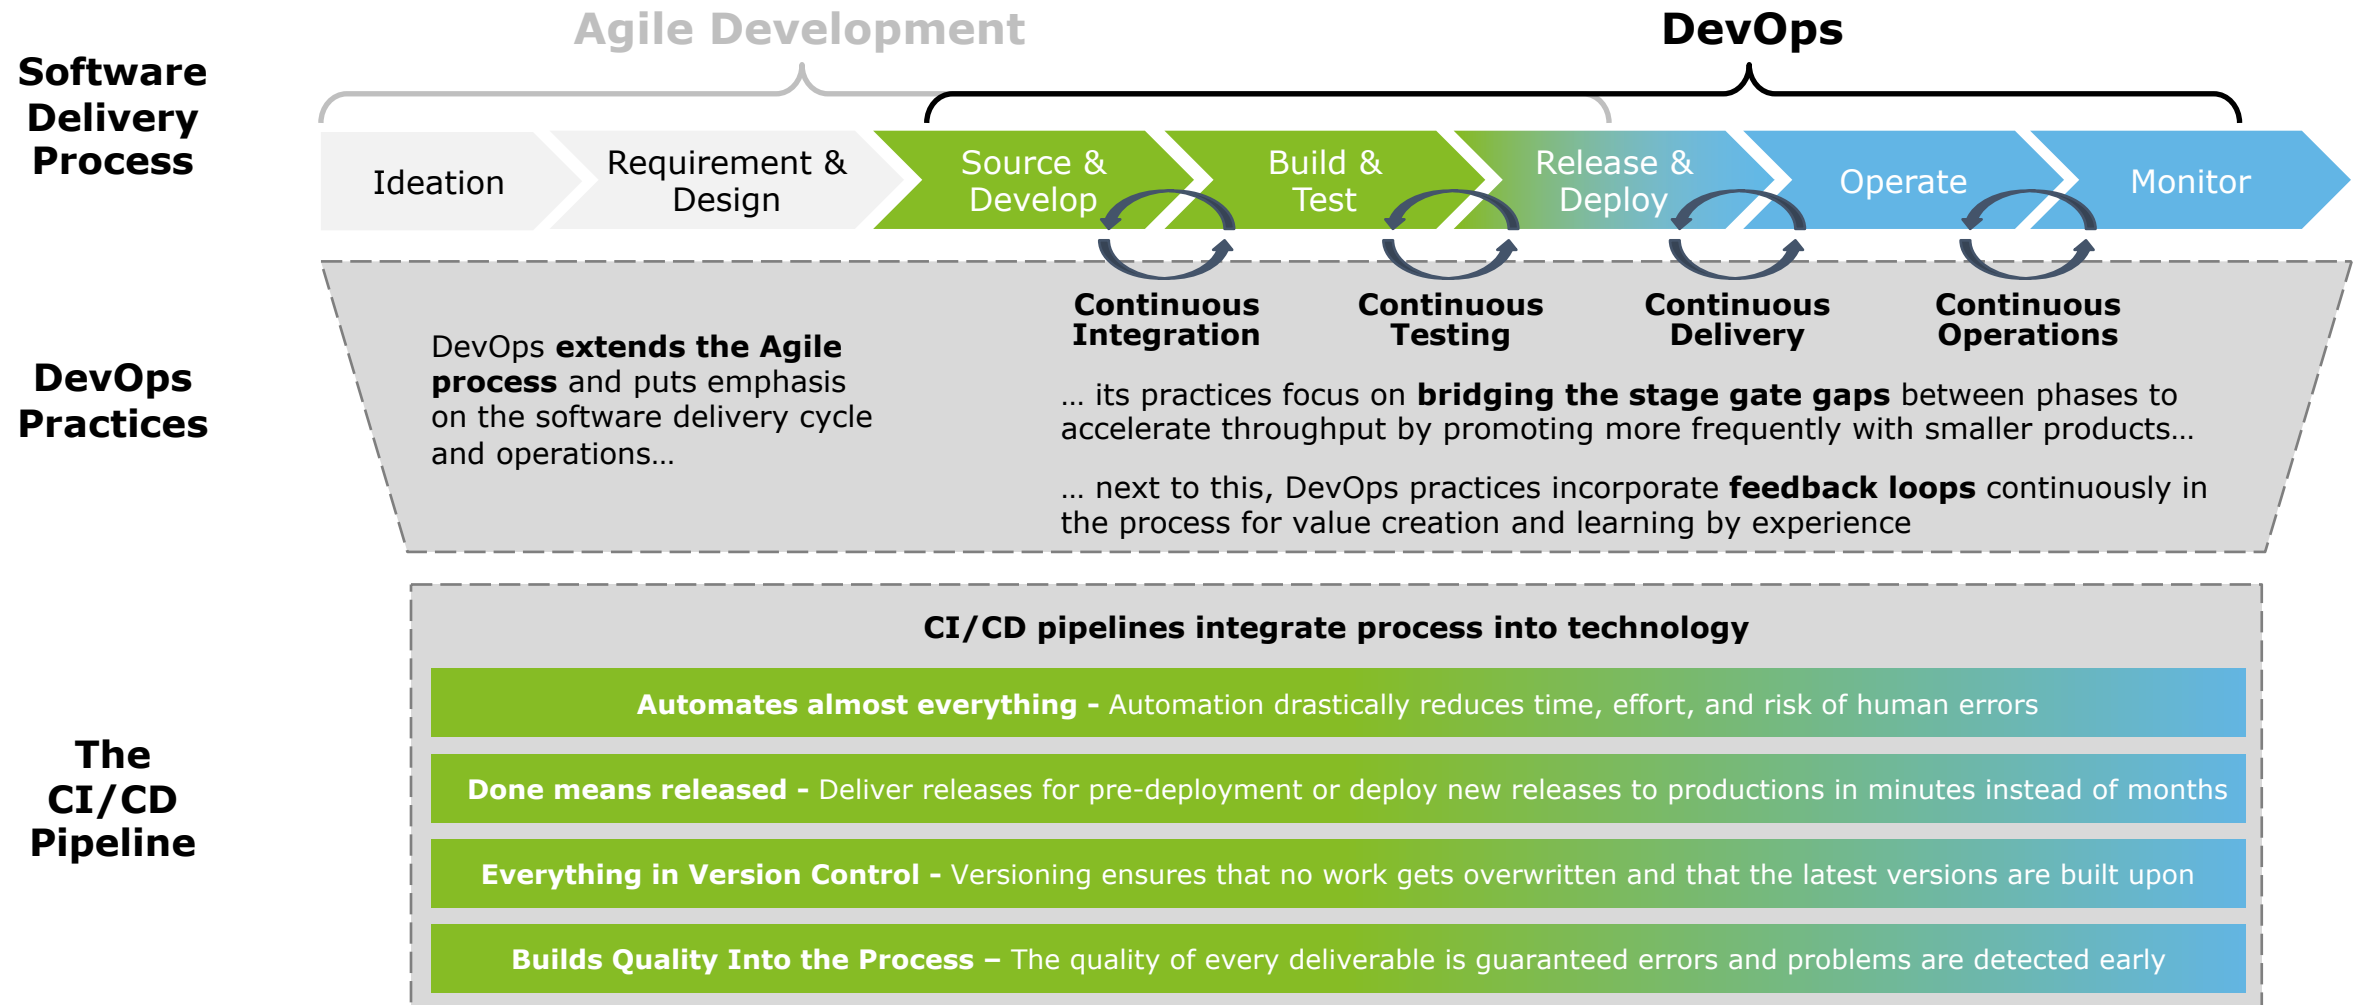 Agile Development
DevOps
Software
Delivery
Process
Ideation
Requirement &
Design
Source &
Develop
Build &
Test
Release &
Deploy
Operate
Monitor
DevOps
Practices
DevOps extends the Agile
process and puts emphasis
on the software delivery cycle
and operations…
Continuous
Integration
Continuous
Testing
Continuous
Delivery
Continuous
Operations
… its practices focus on bridging the stage gate gaps between phases to
accelerate throughput by promoting more frequently with smaller products…
… next to this, DevOps practices incorporate feedback loops continuously in
the process for value creation and learning by experience
The
CI/CD
Pipeline
CI/CD pipelines integrate process into technology
Automates almost everything - Automation drastically reduces time, effort, and risk of human errors
Done means released - Deliver releases for pre-deployment or deploy new releases to productions in minutes instead of months
Everything in Version Control - Versioning ensures that no work gets overwritten and that the latest versions are built upon
Builds Quality Into the Process – The quality of every deliverable is guaranteed errors and problems are detected early